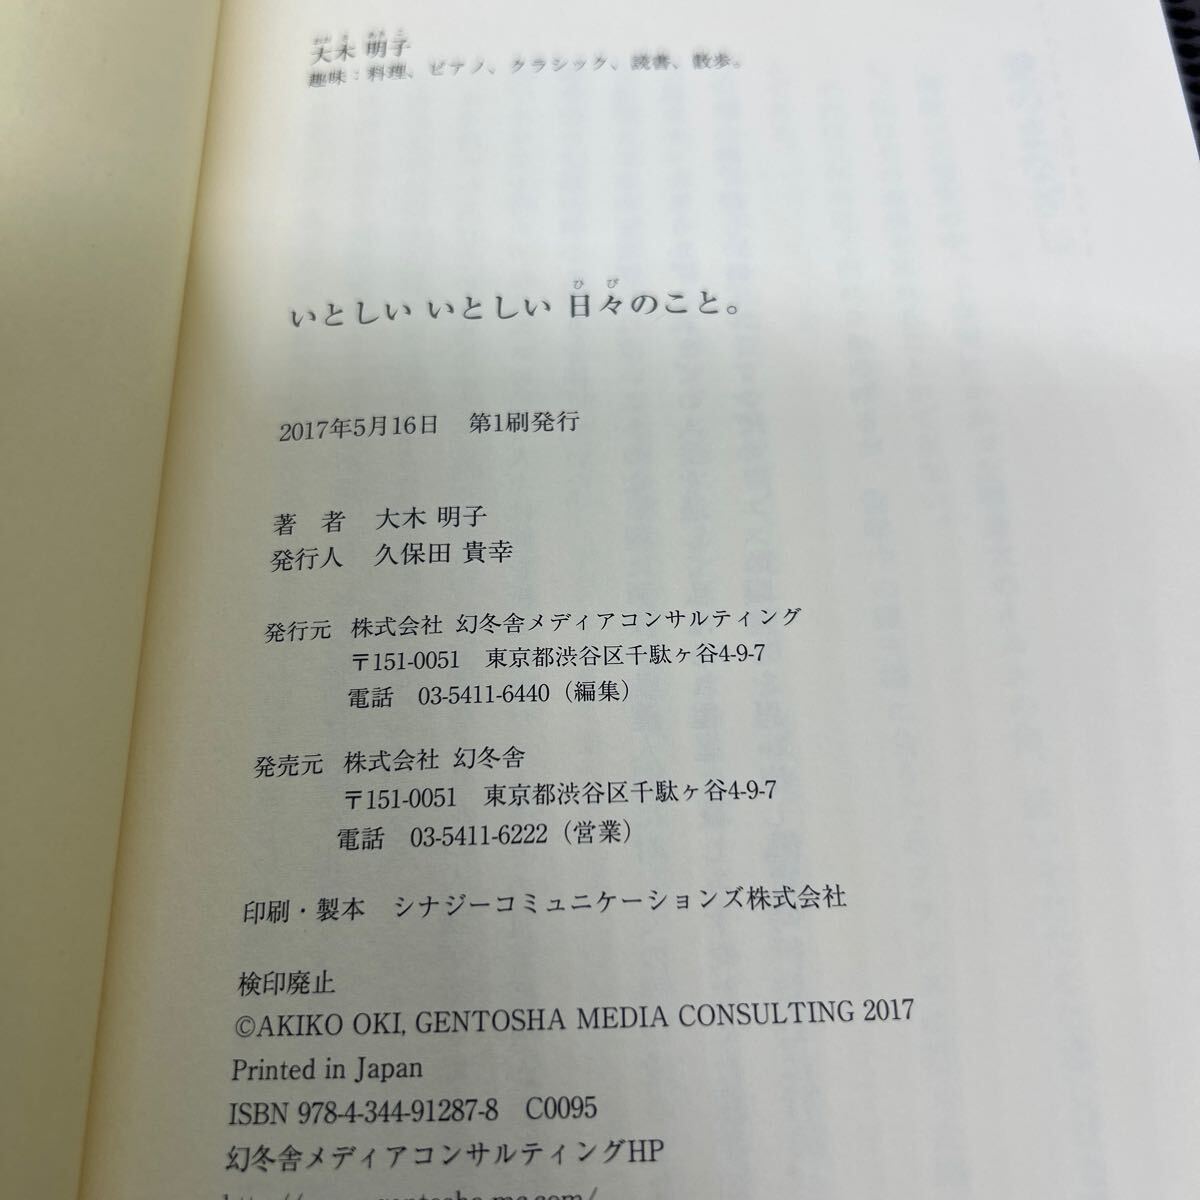 大木 明子
趣味：料理、ピアノ、クラシック、読書、散歩。
いとしい いとしい 日々のこと。
2017年5月16日　第1刷発行
著　者　大木 明子
発行人　久保田 貴幸
発行元　株式会社 幻冬舎メディアコンサルティング
〒151-0051　東京都渋谷区千駄ヶ谷4-9-7
電話　03-5411-6440（編集）
発売元　株式会社 幻冬舎
〒151-0051　東京都渋谷区千駄ヶ谷4-9-7
電話　03-5411-6222（営業）
印刷・製本　シナジーコミュニケーションズ株式会社
検印廃止
©AKIKO OKI, GENTOSHA MEDIA CONSULTING 2017
Printed in Japan
ISBN 978-4-344-91287-8　C0095
幻冬舎メディアコンサルティングHP